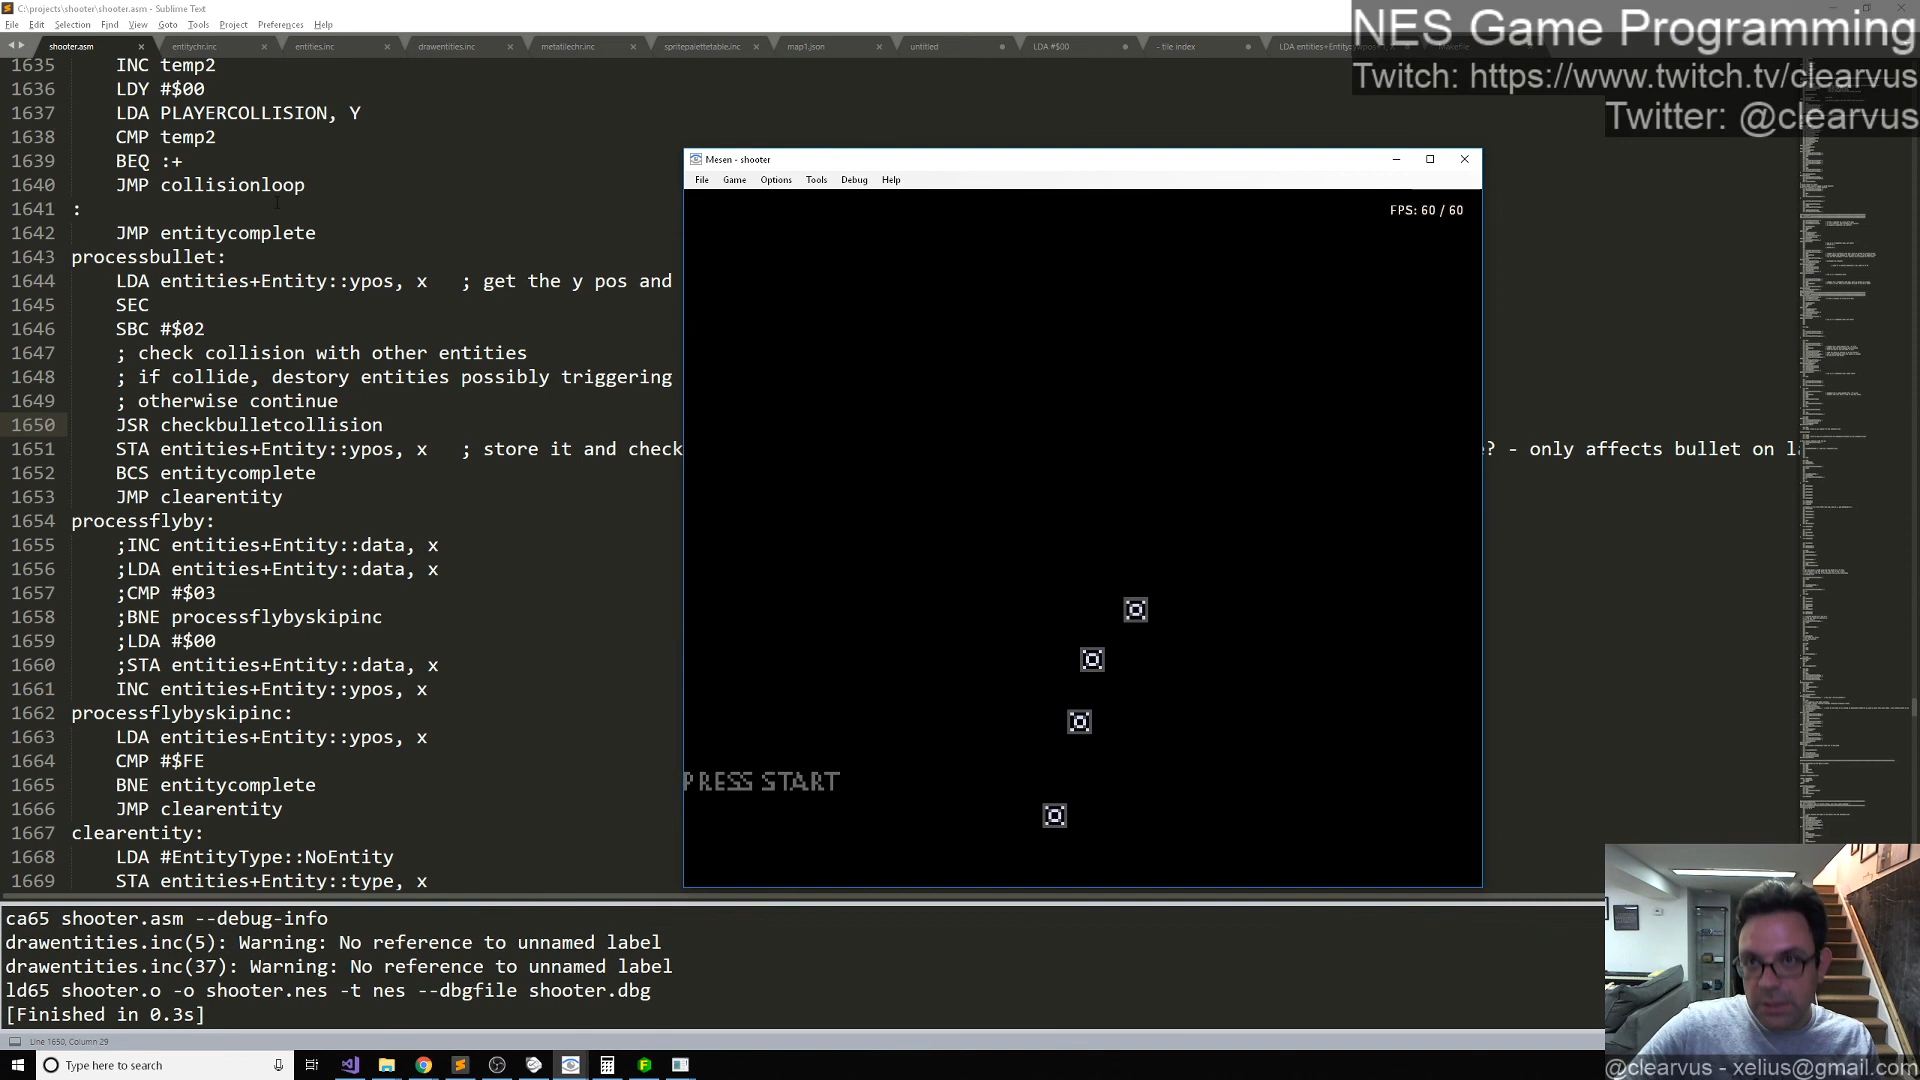 C:\projects\shooter\shooter.asm - Sublime Text
File Edit Selection Find View Goto Tools Project Preferences Help
shooter.asm entitychr.inc entities.inc drawentities.inc metatilechr.inc spritepalettetable.inc map1.json untitled LDA #$00 - tile index
NES Game Programming
Twitch: https://www.twitch.tv/clearvus
Twitter: @clearvus
1635 INC temp2
1636 LDY #$00
1637 LDA PLAYERCOLLISION, Y
1638 CMP temp2
1639 BEQ :+
1640 JMP collisionloop
1641 :
1642 JMP entitycomplete
1643 processbullet:
1644 LDA entities+Entity::ypos, x ; get the y pos and
1645 SEC
1646 SBC #$02
1647 ; check collision with other entities
1648 ; if collide, destory entities possibly triggering
1649 ; otherwise continue
1650 JSR checkbulletcollision
1651 STA entities+Entity::ypos, x ; store it and check ? - only affects bullet on
1652 BCS entitycomplete
1653 JMP clearentity
1654 processflyby:
1655 ;INC entities+Entity::data, x
1656 ;LDA entities+Entity::data, x
1657 ;CMP #$03
1658 ;BNE processflybyskipinc
1659 ;LDA #$00
1660 ;STA entities+Entity::data, x
1661 INC entities+Entity::ypos, x
1662 processflybyskipinc:
1663 LDA entities+Entity::ypos, x
1664 CMP #$FE
1665 BNE entitycomplete
1666 JMP clearentity
1667 clearentity:
1668 LDA #EntityType::NoEntity
1669 STA entities+Entity::type, x
Mesen - shooter
File Game Options Tools Debug Help
FPS: 60 / 60
PRESS START
ca65 shooter.asm --debug-info
drawentities.inc(5): Warning: No reference to unnamed label
drawentities.inc(37): Warning: No reference to unnamed label
ld65 shooter.o -o shooter.nes -t nes --dbgfile shooter.dbg
[Finished in 0.3s]
Line 1650, Column 29
Type here to search
@clearvus - xelius@gmail.com